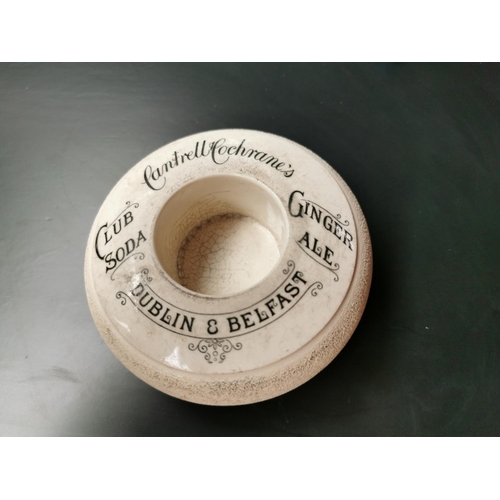 Cantrell & Cochrane's
CLUB
SODA
GINGER
ALE
DUBLIN & BELFAST